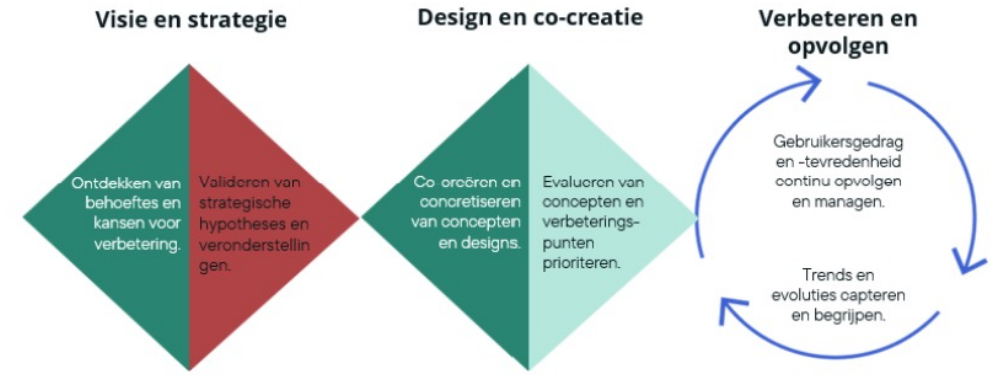 Visie en strategie
Design en co-creatie
Verbeteren en
opvolgen
Ontdekken van
behoeftes en
kansen voor
verbetering.
Valideren van
strategische
hypotheses en
veronderstellin
gen.
Co-creëren en
concretiseren
van concepten
en designs.
Evalueren van
concepten en
verbeterings-
punten
prioriteren.
Gebruikersgedrag
en -tevredenheid
continu opvolgen
en managen.
Trends en
evoluties capteren
en begrijpen.